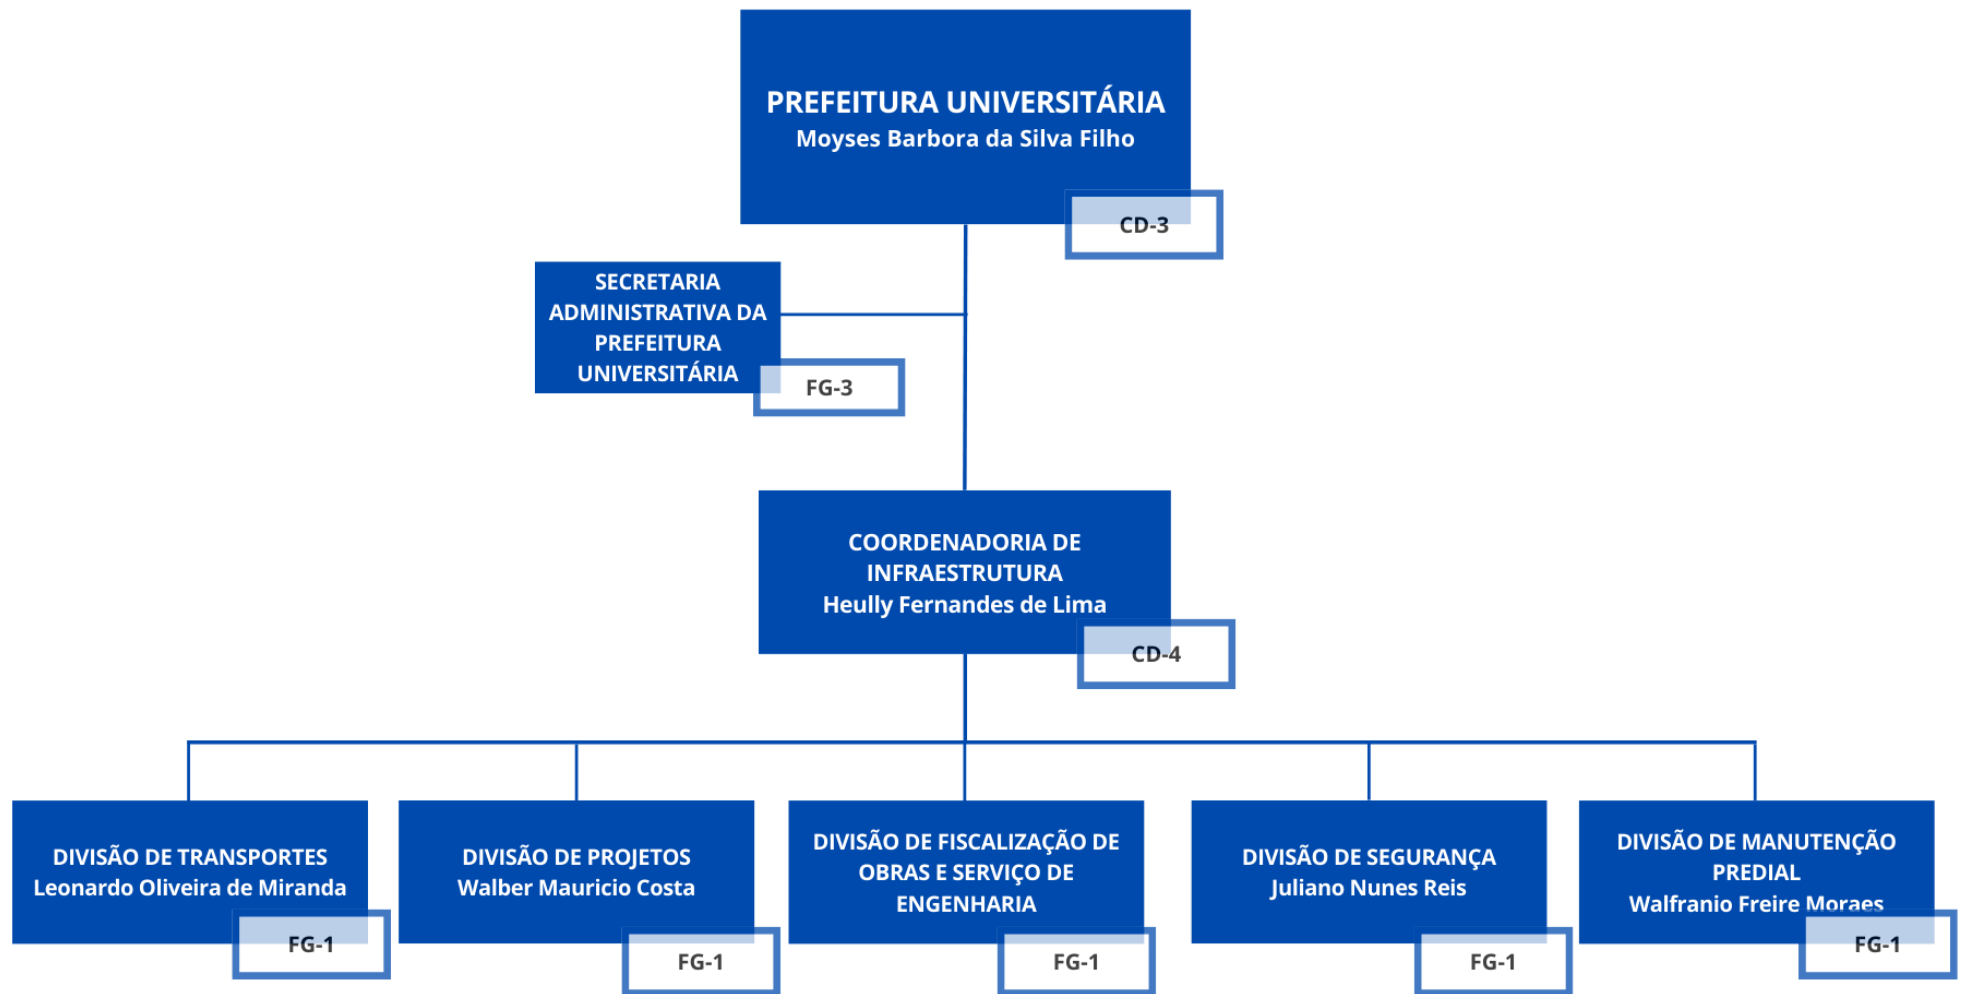 PREFEITURA UNIVERSITÁRIA
Moyses Barbora da Silva Filho
CD-3
SECRETARIA
ADMINISTRATIVA DA
PREFEITURA
UNIVERSITÁRIA
FG-3
COORDENADORIA DE
INFRAESTRUTURA
Heully Fernandes de Lima
CD-4
DIVISÃO DE TRANSPORTES
Leonardo Oliveira de Miranda
FG-1
DIVISÃO DE PROJETOS
Walber Mauricio Costa
FG-1
DIVISÃO DE FISCALIZAÇÃO DE
OBRAS E SERVIÇO DE
ENGENHARIA
FG-1
DIVISÃO DE SEGURANÇA
Juliano Nunes Reis
FG-1
DIVISÃO DE MANUTENÇÃO
PREDIAL
Walfranio Freire Moraes
FG-1